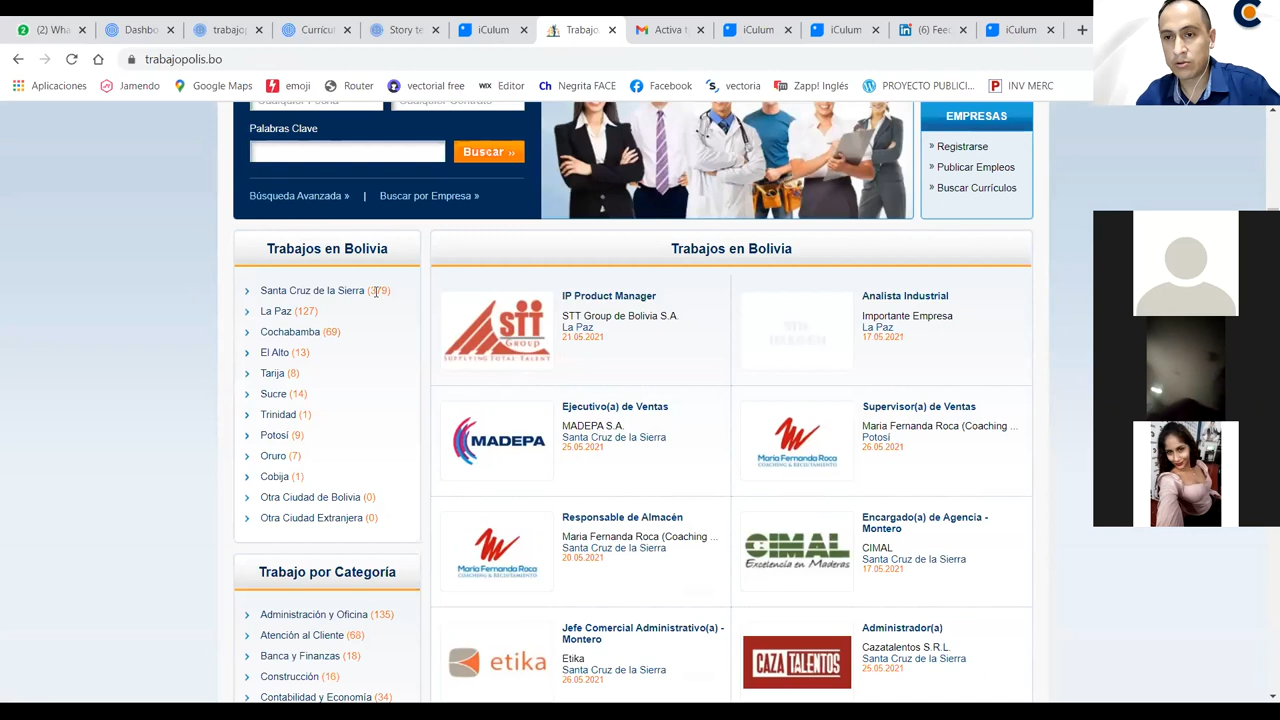 (2) Wha
Dashbo
trabajop
Curricu
Story te
iCulum
Trabajo
Activa t
iCulum
iCulum
(6) Feed
iCulum
trabajopolis.bo
Aplicaciones
Jamendo
Google Maps
emoji
Router
vectorial free
WIX Editor
Ch Negrita FACE
Facebook
vectoria
Zapp! Inglés
PROYECTO PUBLICI...
INV MERC
Palabras Clave
Buscar »
Búsqueda Avanzada » | Buscar por Empresa »
EMPRESAS
» Registrarse
» Publicar Empleos
» Buscar Currículos
Trabajos en Bolivia
Santa Cruz de la Sierra
La Paz (127)
Cochabamba (69)
El Alto (13)
Tarija (8)
Sucre (14)
Trinidad (1)
Potosí (9)
Oruro (7)
Cobija (1)
Otra Ciudad de Bolivia (0)
Otra Ciudad Extranjera (0)
Trabajo por Categoría
Administración y Oficina (135)
Atención al Cliente (68)
Banca y Finanzas (18)
Construcción (16)
Contabilidad y Economía (34)
Trabajos en Bolivia
STT
GROUP
SUPPLYING TOTAL TALENT
IP Product Manager
STT Group de Bolivia S.A.
La Paz
21.05.2021
Analista Industrial
Importante Empresa
La Paz
17.05.2021
MADEPA
Ejecutivo(a) de Ventas
MADEPA S.A.
Santa Cruz de la Sierra
25.05.2021
Maria Fernanda Roca
COACHING & RECLUTAMIENTO
Supervisor(a) de Ventas
Maria Fernanda Roca (Coaching ...
Potosí
26.05.2021
Maria Fernanda Roca
COACHING & RECLUTAMIENTO
Responsable de Almacén
Maria Fernanda Roca (Coaching ...
Santa Cruz de la Sierra
20.05.2021
CIMAL
Excelencia en Maderas
Encargado(a) de Agencia -
Montero
CIMAL
Santa Cruz de la Sierra
17.05.2021
etika
Jefe Comercial Administrativo(a) -
Montero
Etika
Santa Cruz de la Sierra
26.05.2021
CAZATALENTOS
Administrador(a)
Cazatalentos S.R.L.
Santa Cruz de la Sierra
25.05.2021